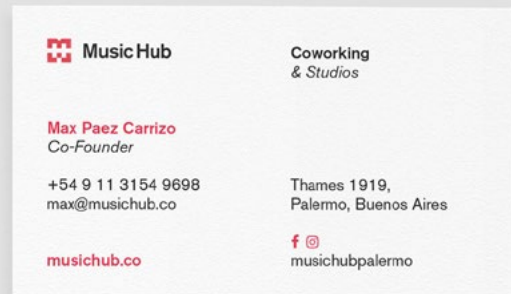 Music Hub
Coworking
& Studios
Max Paez Carrizo
Co-Founder
+54 9 11 3154 9698
max@musichub.co
Thames 1919,
Palermo, Buenos Aires
musichub.co
musichubpalermo